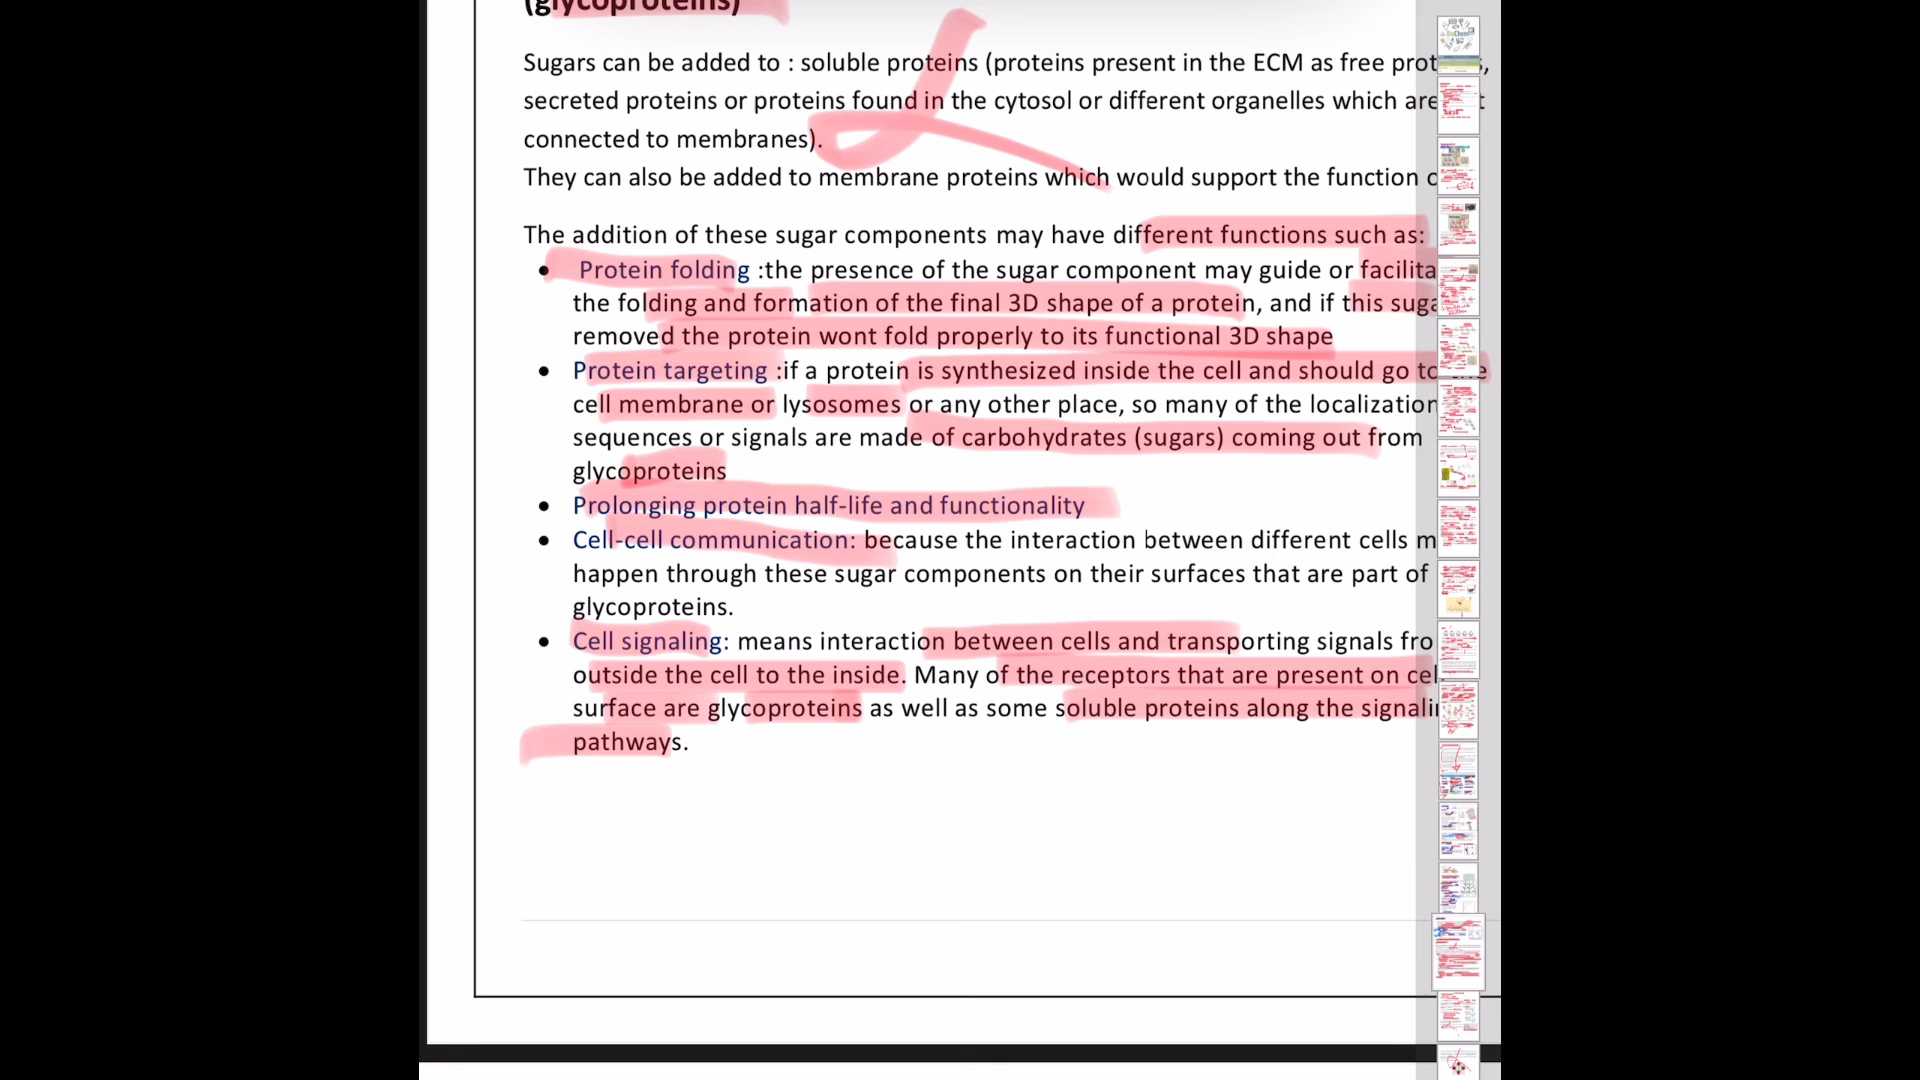 (glycoproteins)
Sugars can be added to : soluble proteins (proteins present in the ECM as free
secreted proteins or proteins found in the cytosol or different organelles which are
connected to membranes).
They can also be added to membrane proteins which would support the function
The addition of these sugar components may have different functions such as:
• Protein folding :the presence of the sugar component may guide or facilita
the folding and formation of the final 3D shape of a protein, and if this suga
removed the protein wont fold properly to its functional 3D shape
• Protein targeting :if a protein is synthesized inside the cell and should go to
cell membrane or lysosomes or any other place, so many of the localization
sequences or signals are made of carbohydrates (sugars) coming out from
glycoproteins
• Prolonging protein half-life and functionality
• Cell-cell communication: because the interaction between different cells m
happen through these sugar components on their surfaces that are part of
glycoproteins.
• Cell signaling: means interaction between cells and transporting signals fro
outside the cell to the inside. Many of the receptors that are present on cel
surface are glycoproteins as well as some soluble proteins along the signalin
pathways.